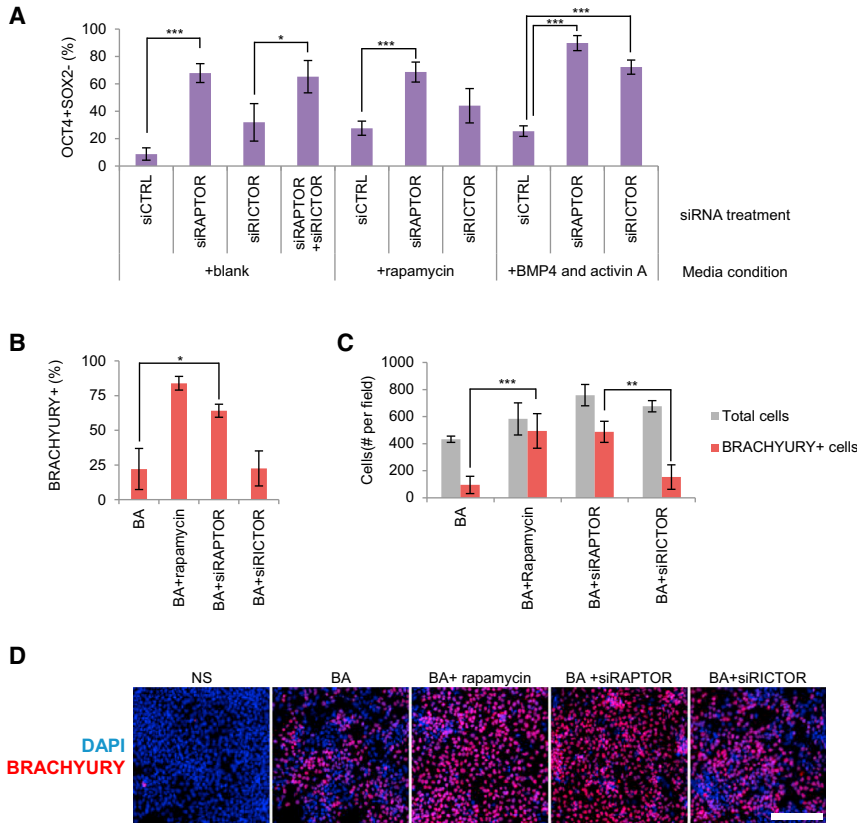 A
OCT4+SOX2- (%)
100
80
60
40
20
0
***
*
***
***
***
siCTRL
siRAPTOR
siRICTOR
siRAPTOR
+siRICTOR
siCTRL
siRAPTOR
siRICTOR
siCTRL
siRAPTOR
siRICTOR
siRNA treatment
+blank
+rapamycin
+BMP4 and activin A
Media condition
B
BRACHYURY+ (%)
100
75
50
25
0
*
BA
BA+rapamycin
BA+siRAPTOR
BA+siRICTOR
C
Cells(# per field)
1000
800
600
400
200
0
***
**
BA
BA+Rapamycin
BA+siRAPTOR
BA+siRICTOR
Total cells
BRACHYURY+ cells
D
NS
BA
BA+ rapamycin
BA +siRAPTOR
BA+siRICTOR
DAPI
BRACHYURY